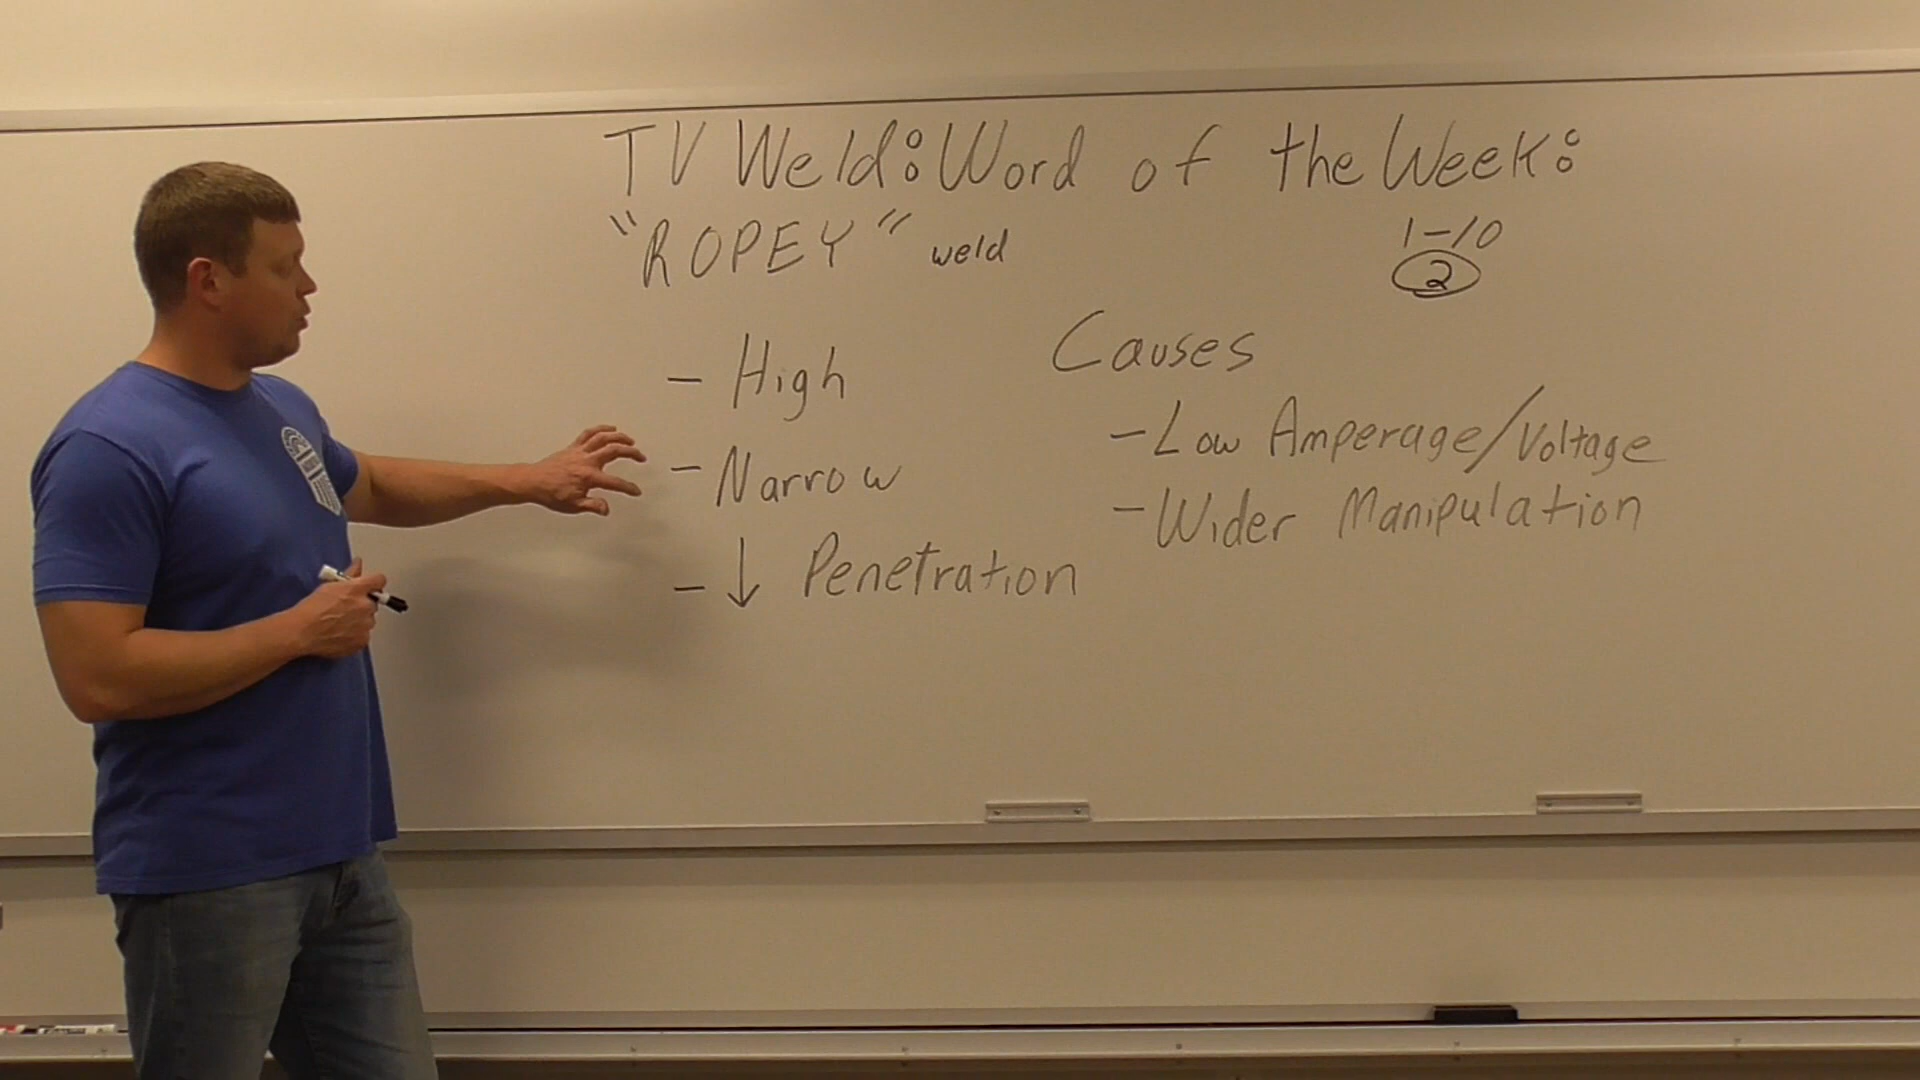 TV Weld: Word of the Week:
"ROPEY" weld
1-10
2
- High
- Narrow
- ↓ Penetration
Causes
- Low Amperage/Voltage
- Wider Manipulation